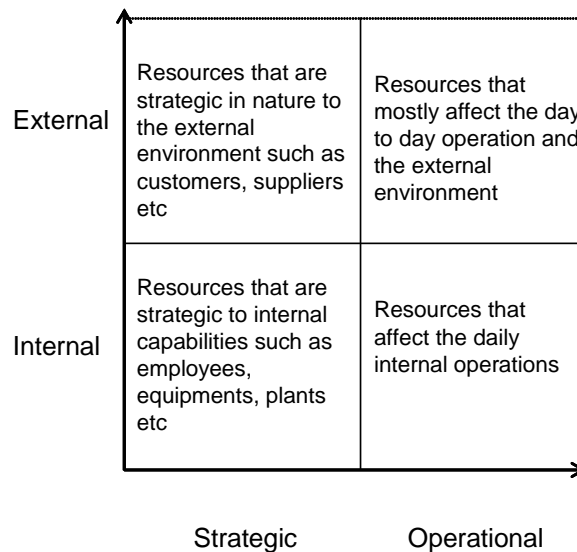 External
Resources that are
strategic in nature to
the external
environment such as
customers, suppliers
etc
Resources that
mostly affect the day
to day operation and
the external
environment
Internal
Resources that are
strategic to internal
capabilities such as
employees,
equipments, plants
etc
Resources that
affect the daily
internal operations
Strategic
Operational